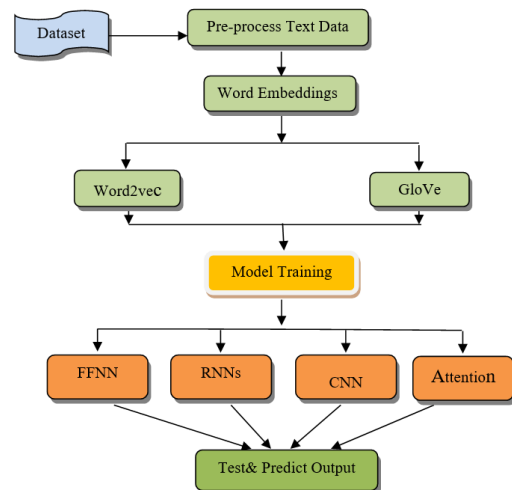 Dataset
Pre-process Text Data
Word Embeddings
Word2vec
GloVe
Model Training
FFNN
RNNs
CNN
Attention
Test& Predict Output